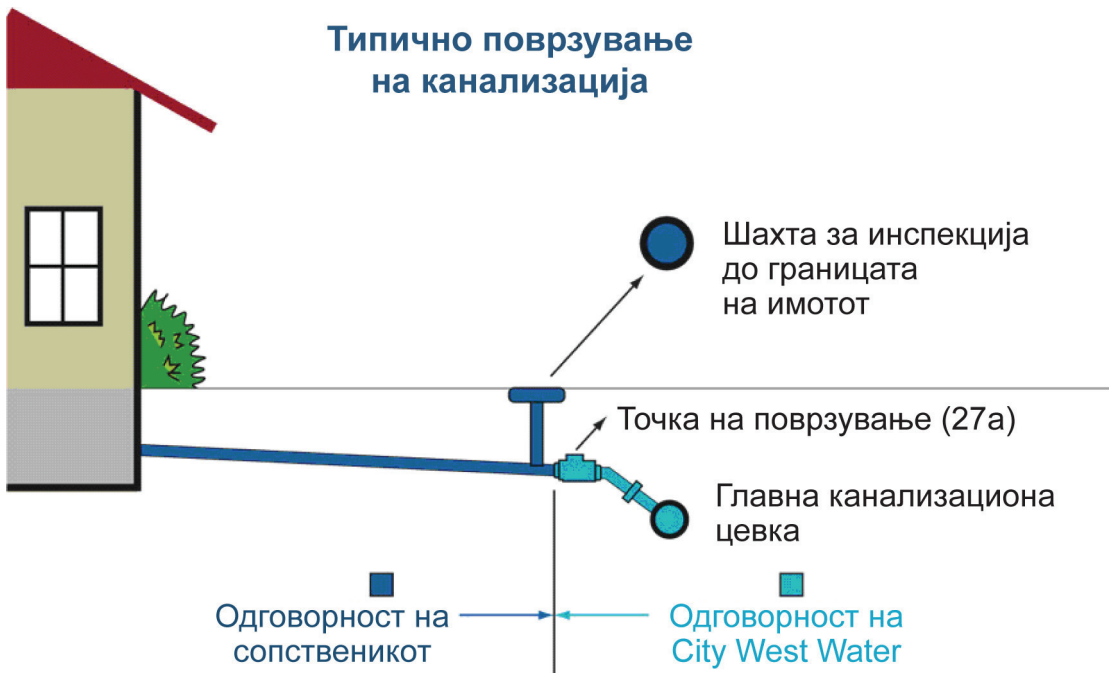 Типично поврзување
на канализација
Шахта за инспекција
до границата
на имотот
Точка на поврзување (27а)
Главна канализациона
цевка
Одговорност на
сопственикот
Одговорност на
City West Water